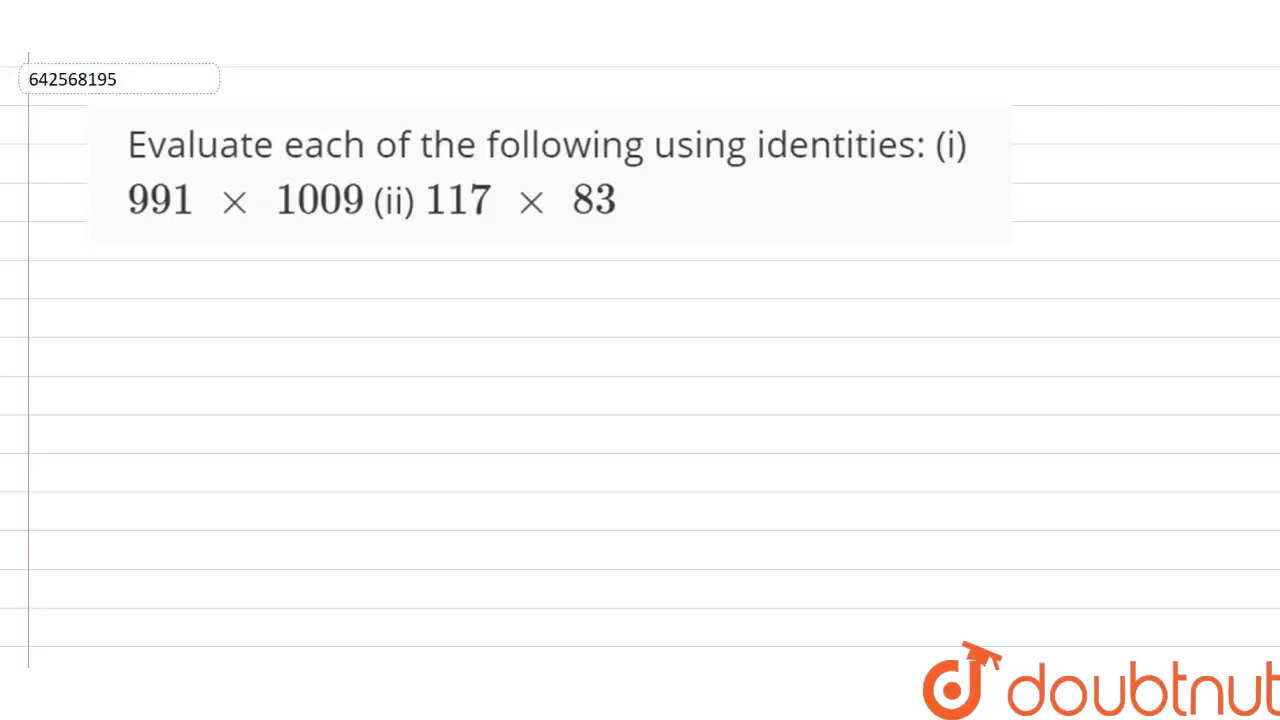 642568195
Evaluate each of the following using identities: (i)
991 × 1009 (ii) 117 × 83
doubtnut